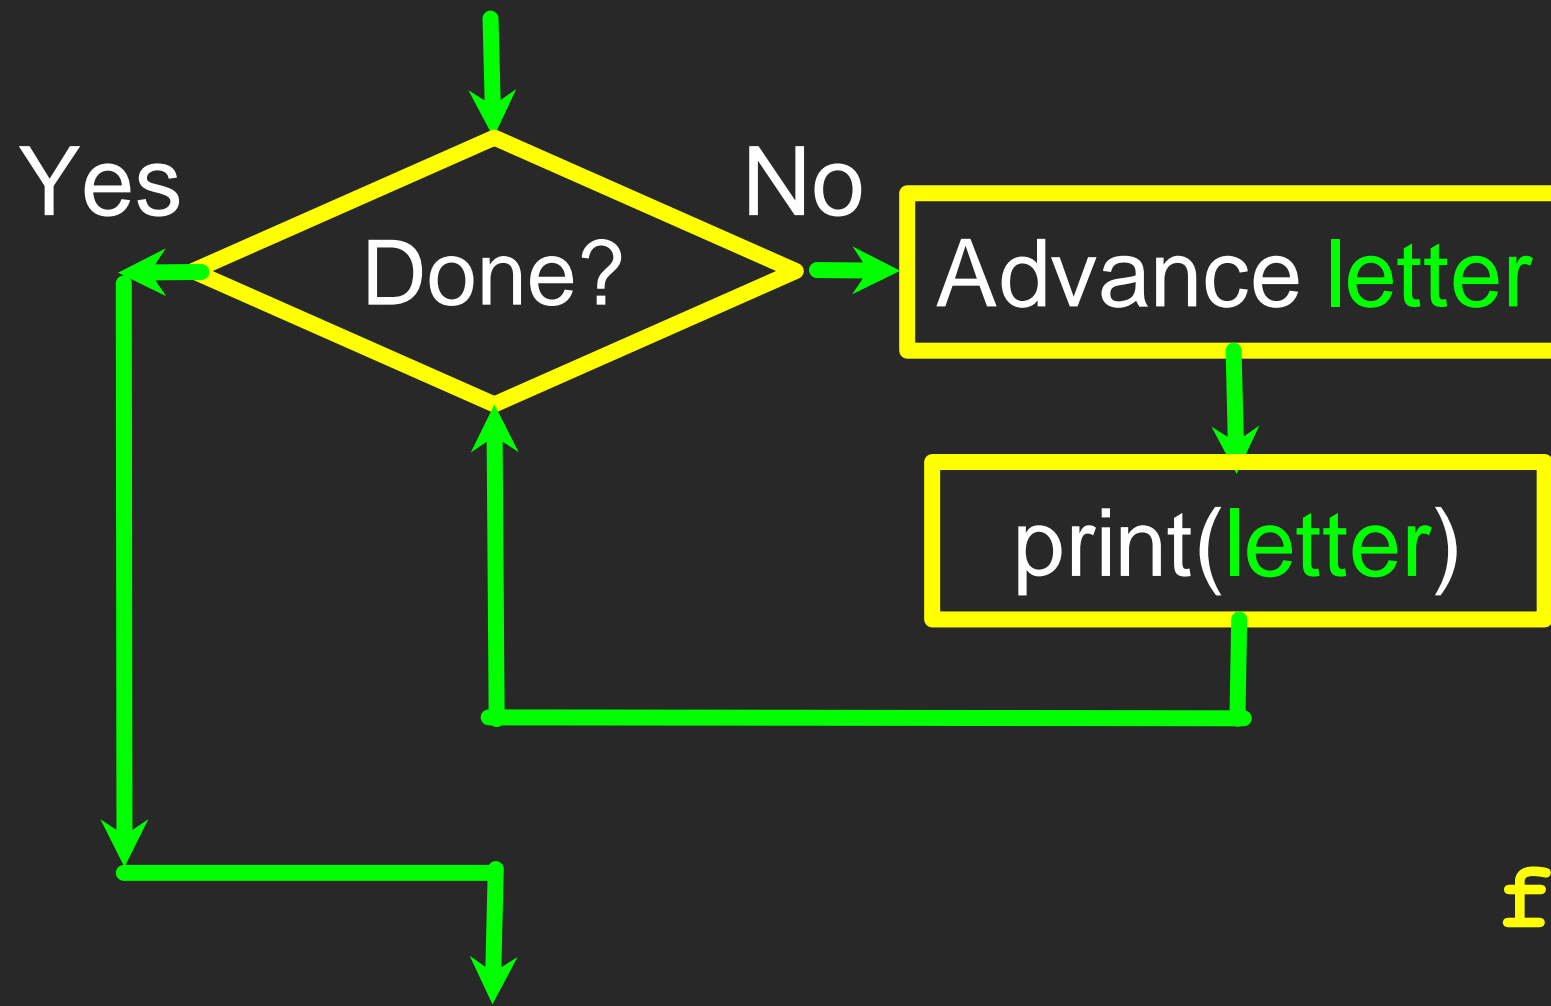 Yes
No
Done?
Advance letter
print(letter)
f